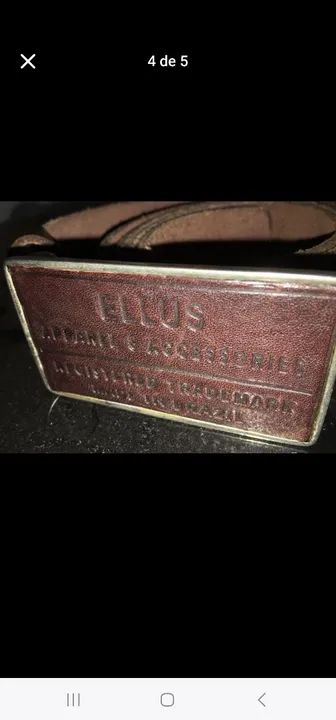 4 de 5
ELLUS
APPAREL & ACCESSORIES
REGISTERED TRADEMARK
MADE IN BRAZIL